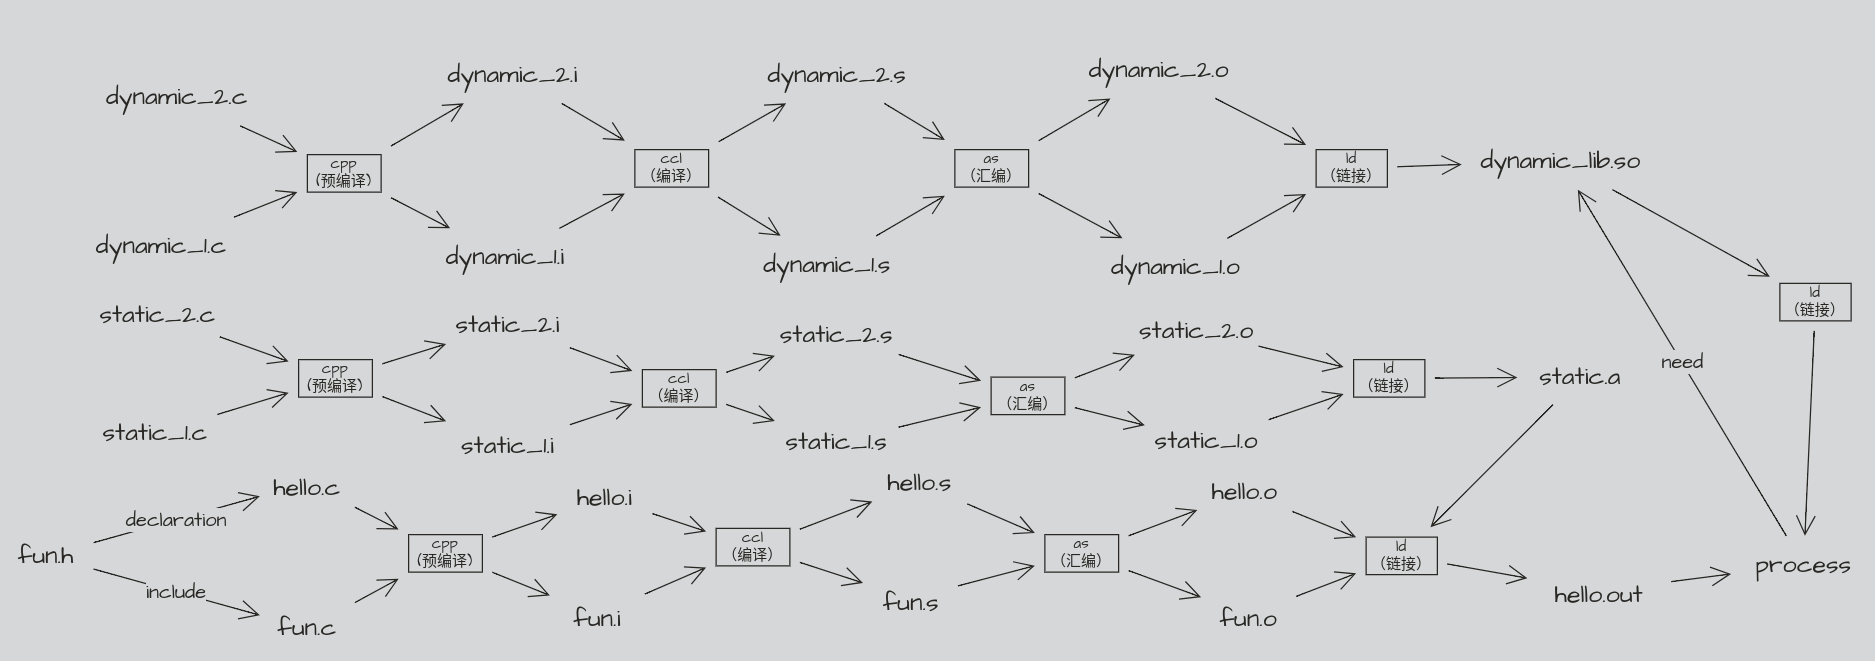 dynamic_2.c
dynamic_2.i
dynamic_2.s
dynamic_2.o
cpp
（预编译）
ccl
（编译）
as
（汇编）
ld
（链接）
dynamic_lib.so
dynamic_1.c
dynamic_1.i
dynamic_1.s
dynamic_1.o
ld
（链接）
static_2.c
static_2.i
static_2.s
static_2.o
need
cpp
（预编译）
ccl
（编译）
as
（汇编）
ld
（链接）
static.a
static_1.c
static_1.i
static_1.s
static_1.o
hello.c
hello.i
hello.s
hello.o
declaration
fun.h
cpp
（预编译）
ccl
（编译）
as
（汇编）
ld
（链接）
process
include
hello.out
fun.c
fun.i
fun.s
fun.o